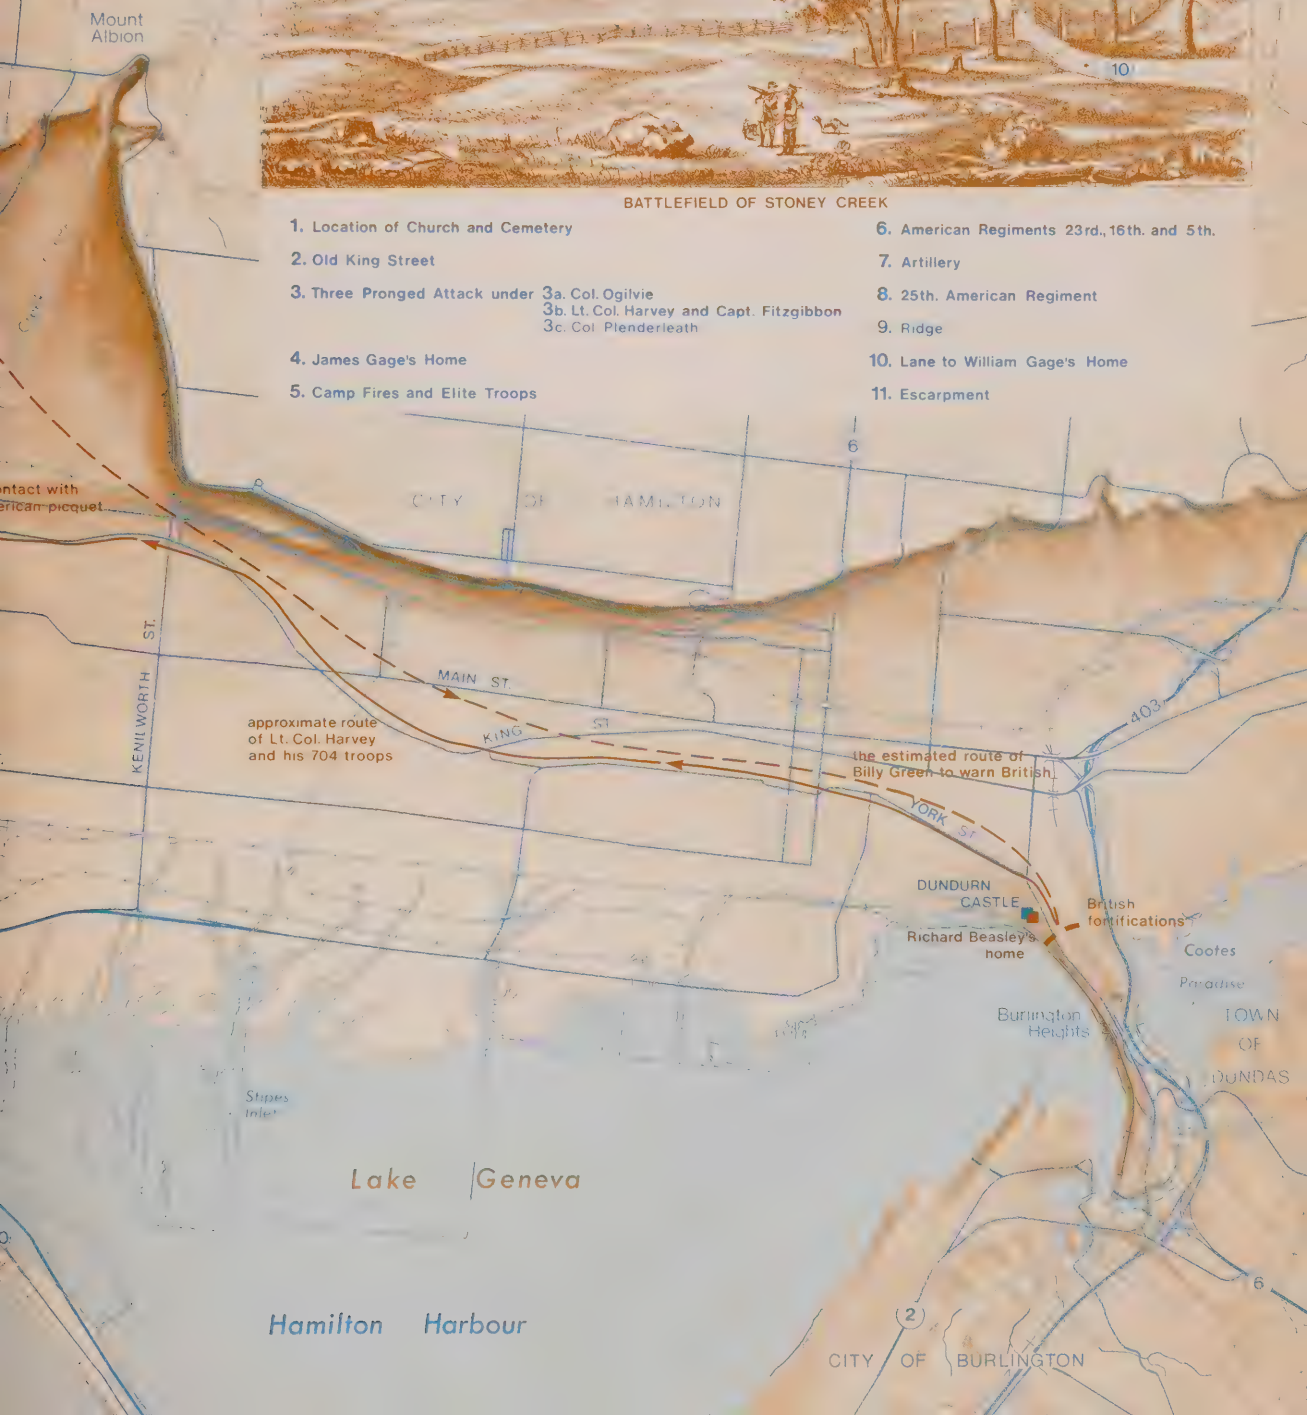 Mount
Albion
10
BATTLEFIELD OF STONEY CREEK
1. Location of Church and Cemetery
2. Old King Street
3. Three Pronged Attack under 3a. Col. Ogilvie
3b. Lt. Col. Harvey and Capt. Fitzgibbon
3c. Col Plenderleath
4. James Gage's Home
5. Camp Fires and Elite Troops
6. American Regiments 23rd., 16th. and 5th.
7. Artillery
8. 25th. American Regiment
9. Ridge
10. Lane to William Gage's Home
11. Escarpment
6
CITY OF HAMILTON
ontact with
erican picquet
KENILWORTH ST.
MAIN ST.
KING ST
approximate route
of Lt. Col. Harvey
and his 704 troops
403
the estimated route of
Billy Green to warn British
YORK ST
DUNDURN
CASTLE
British
fortifications
Richard Beasley's
home
Cootes
Paradise
Burlington
Heights
TOWN
OF
DUNDAS
Stipes
Inlet
Lake Geneva
Hamilton Harbour
6
2
CITY OF BURLINGTON